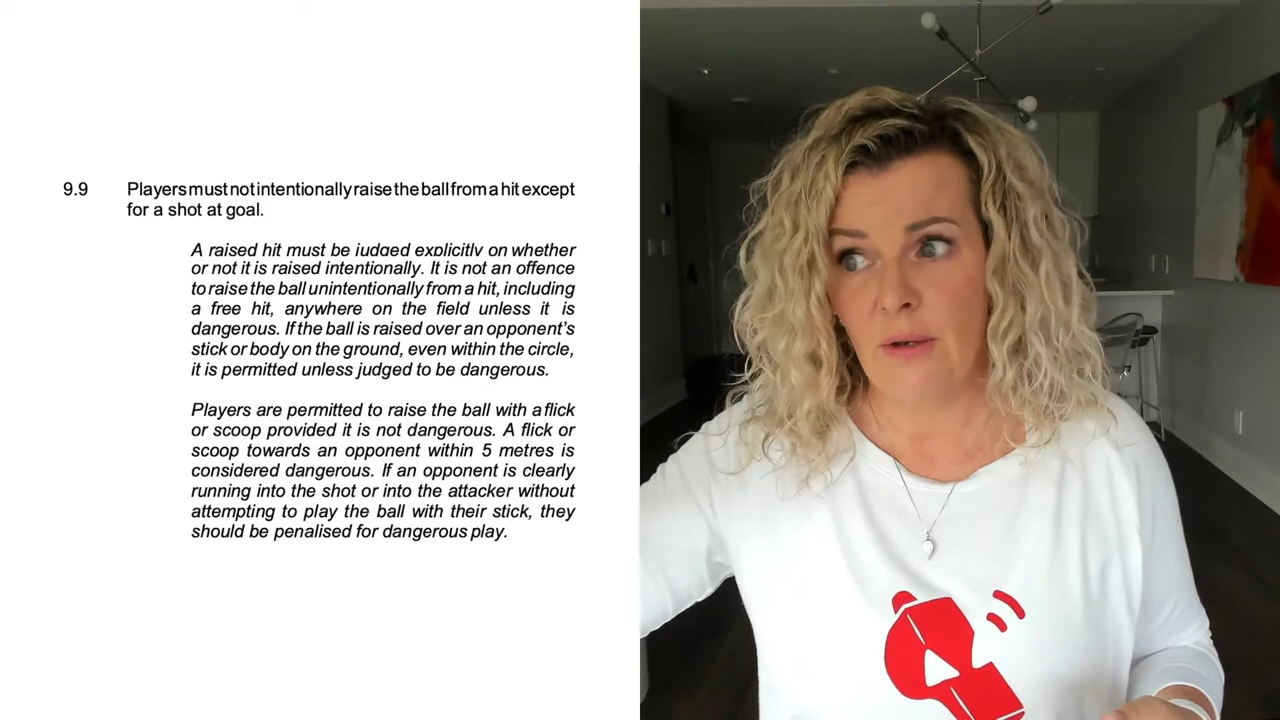 9.9 Players must not intentionally raise the ball from a hit except
for a shot at goal.
A raised hit must be judged explicitly on whether
or not it is raised intentionally. It is not an offence
to raise the ball unintentionally from a hit, including
a free hit, anywhere on the field unless it is
dangerous. If the ball is raised over an opponent's
stick or body on the ground, even within the circle,
it is permitted unless judged to be dangerous.
Players are permitted to raise the ball with a flick
or scoop provided it is not dangerous. A flick or
scoop towards an opponent within 5 metres is
considered dangerous. If an opponent is clearly
running into the shot or into the attacker without
attempting to play the ball with their stick, they
should be penalised for dangerous play.